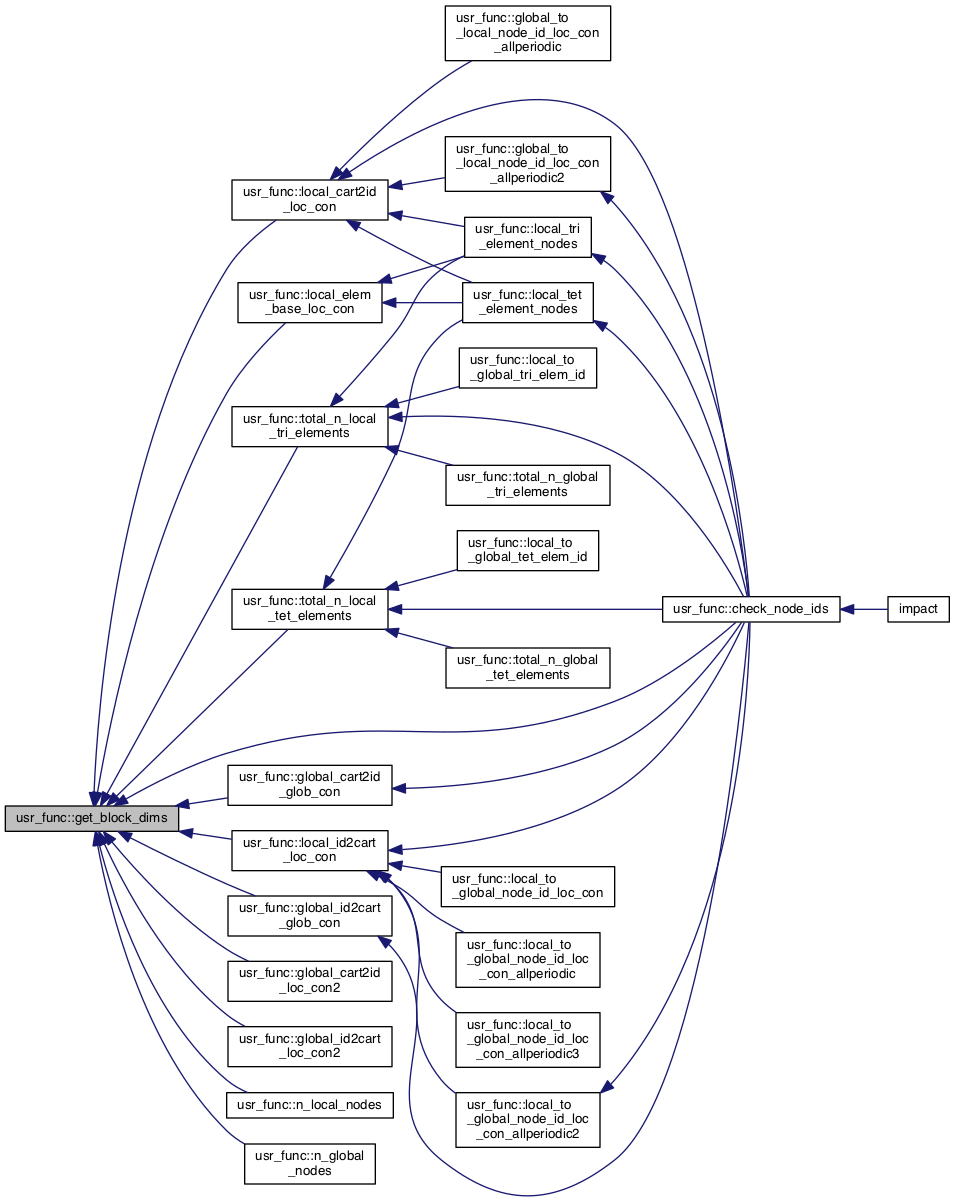 usr_func::global_to
_local_node_id_loc_con
_allperiodic
usr_func::global_to
_local_node_id_loc_con
_allperiodic2
usr_func::local_cart2id
_loc_con
usr_func::local_tri
_element_nodes
usr_func::local_elem
_base_loc_con
usr_func::local_tet
_element_nodes
usr_func::local_to
_global_tri_elem_id
usr_func::total_n_local
_tri_elements
usr_func::total_n_global
_tri_elements
usr_func::local_to
_global_tet_elem_id
usr_func::total_n_local
_tet_elements
usr_func::check_node_ids
impact
usr_func::total_n_global
_tet_elements
usr_func::global_cart2id
_glob_con
usr_func::get_block_dims
usr_func::local_id2cart
_loc_con
usr_func::local_to
_global_node_id_loc_con
usr_func::global_id2cart
_glob_con
usr_func::local_to
_global_node_id_loc
_con_allperiodic
usr_func::global_cart2id
_loc_con2
usr_func::local_to
_global_node_id_loc
_con_allperiodic3
usr_func::global_id2cart
_loc_con2
usr_func::n_local_nodes
usr_func::local_to
_global_node_id_loc
_con_allperiodic2
usr_func::n_global
_nodes